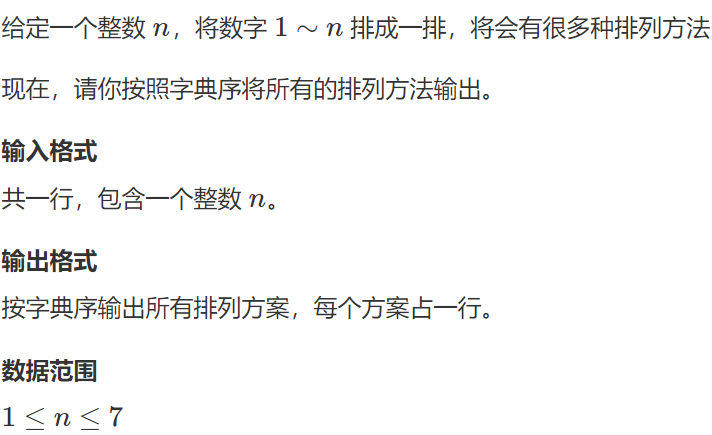 给定一个整数 n，将数字 1 ∼ n 排成一排，将会有很多种排列方法
现在，请你按照字典序将所有的排列方法输出。
输入格式
共一行，包含一个整数 n。
输出格式
按字典序输出所有排列方案，每个方案占一行。
数据范围
1 ≤ n ≤ 7